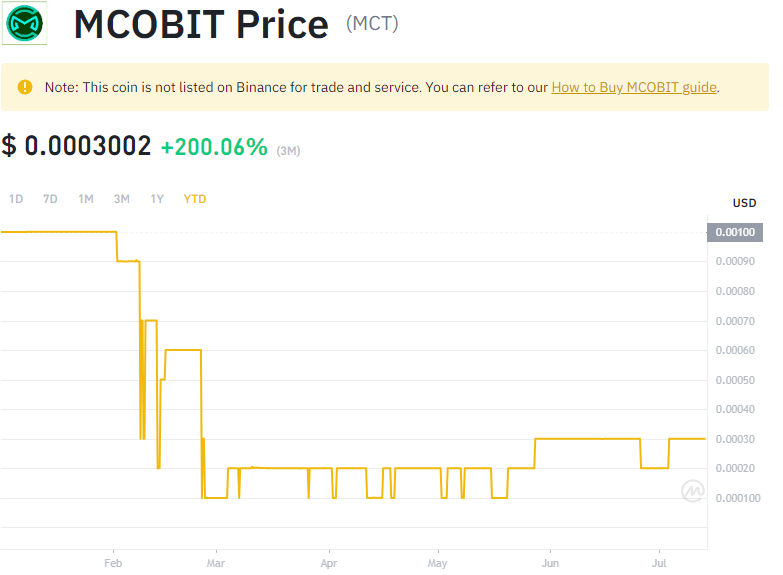 MCOBIT Price (MCT)
Note: This coin is not listed on Binance for trade and service. You can refer to our How to Buy MCOBIT guide.
$ 0.0003002 +200.06% (3M)
1D 7D 1M 3M 1Y YTD
USD
0.00100
0.00090
0.00080
0.00070
0.00060
0.00050
0.00040
0.00030
0.00020
0.000100
Feb Mar Apr May Jun Jul